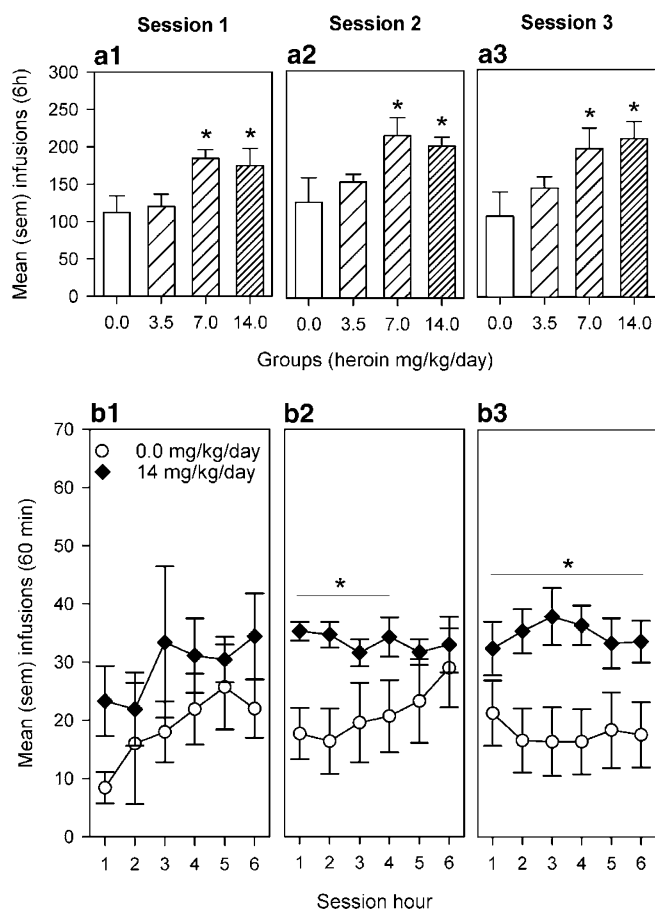 Session 1 Session 2 Session 3
a1 a2 a3
Mean (sem) infusions (6h)
300
250
200
150
100
50
0
* * * * * *
0.0 3.5 7.0 14.0 0.0 3.5 7.0 14.0 0.0 3.5 7.0 14.0
Groups (heroin mg/kg/day)
b1 b2 b3
Mean (sem) infusions (60 min)
70
60
50
40
30
20
10
0
0.0 mg/kg/day
14 mg/kg/day
* *
1 2 3 4 5 6 1 2 3 4 5 6 1 2 3 4 5 6
Session hour